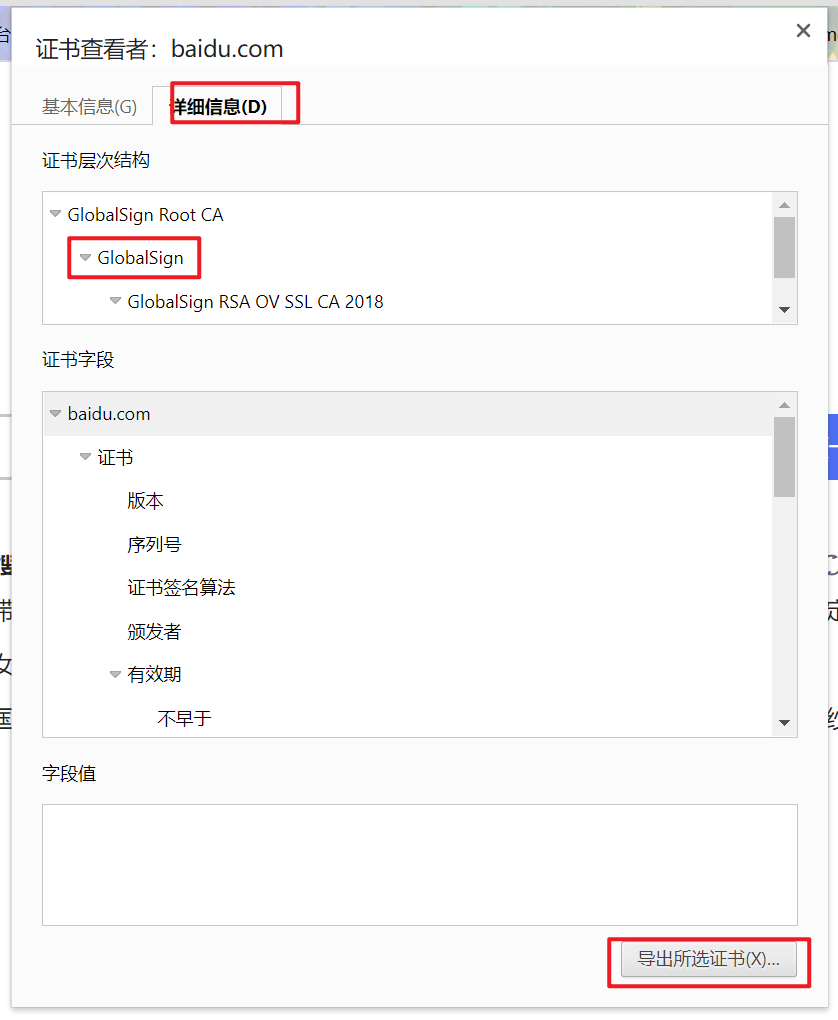 证书查看者：baidu.com
基本信息(G)
详细信息(D)
证书层次结构
GlobalSign Root CA
GlobalSign
GlobalSign RSA OV SSL CA 2018
证书字段
baidu.com
证书
版本
序列号
证书签名算法
颁发者
有效期
不早于
字段值
导出所选证书(X)...